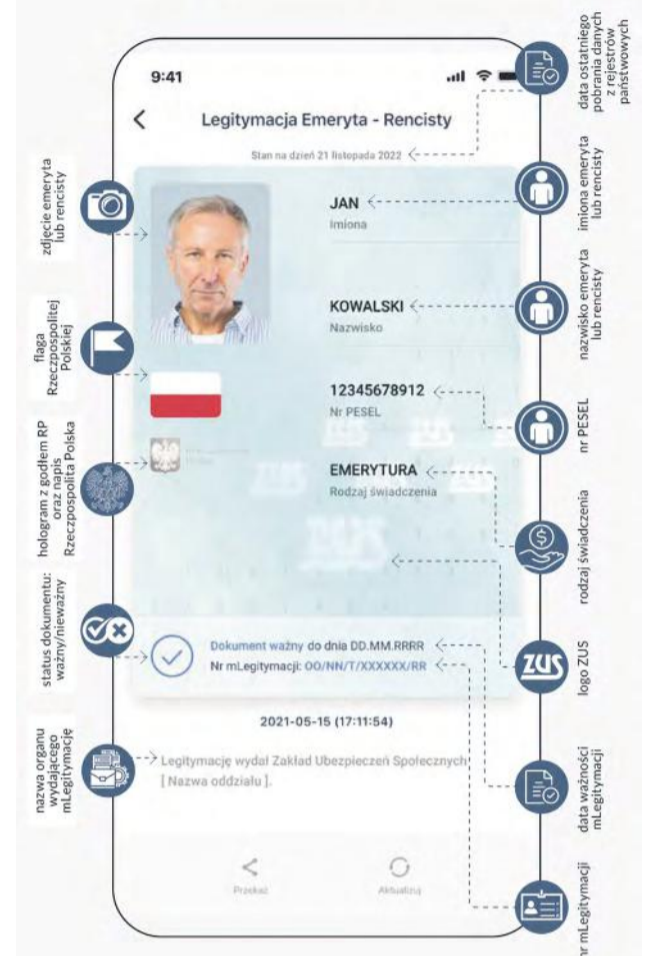 9:41
Legitymacja Emeryta - Rencisty
Stan na dzień 21 listopada 2022
JAN
Imiona
KOWALSKI
Nazwisko
12345678912
Nr PESEL
EMERYTURA
Rodzaj świadczenia
ZUS
Dokument ważny do dnia DD.MM.RRRR
Nr mLegitymacji: OO/NN/T/XXXXXX/RR
2021-05-15 (17:11:54)
Legitymację wydał Zakład Ubezpieczeń Społecznych
[ Nazwa oddziału ].
Przekaż
Aktualizuj
zdjęcie emeryta
lub rencisty
flaga
Rzeczpospolitej
Polskiej
hologram z godłem RP
oraz napis
Rzeczpospolita Polska
status dokumentu:
ważny/nieważny
nazwa organu
wydającego
mLegitymację
data ostatniego
pobrania danych
z rejestrów
państwowych
imiona emeryta
lub rencisty
nazwisko emeryta
lub rencisty
nr PESEL
rodzaj świadczenia
ZUS
logo ZUS
data ważności
mLegitymacji
nr mLegitymacji